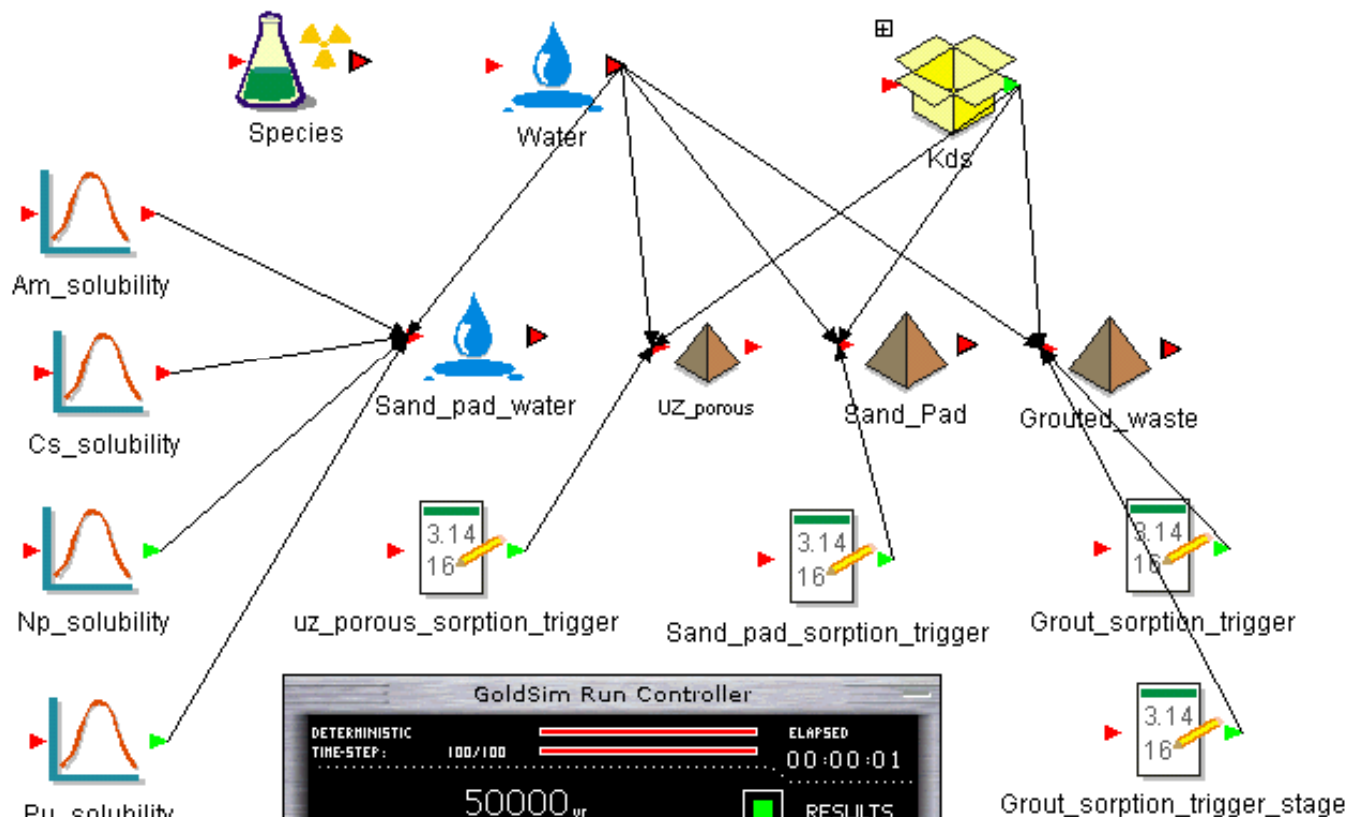 Species
Water
Kds
Am_solubility
Sand_pad_water
UZ_porous
Sand_Pad
Grouted_waste
Cs_solubility
3.14
16
3.14
16
3.14
16
Np_solubility
uz_porous_sorption_trigger
Sand_pad_sorption_trigger
Grout_sorption_trigger
GoldSim Run Controller
DETERMINISTIC
ELAPSED
TIME-STEP: 100/100
00:00:01
3.14
16
50000 yr
RESULTS
Pu_solubility
Grout_sorption_trigger_stage